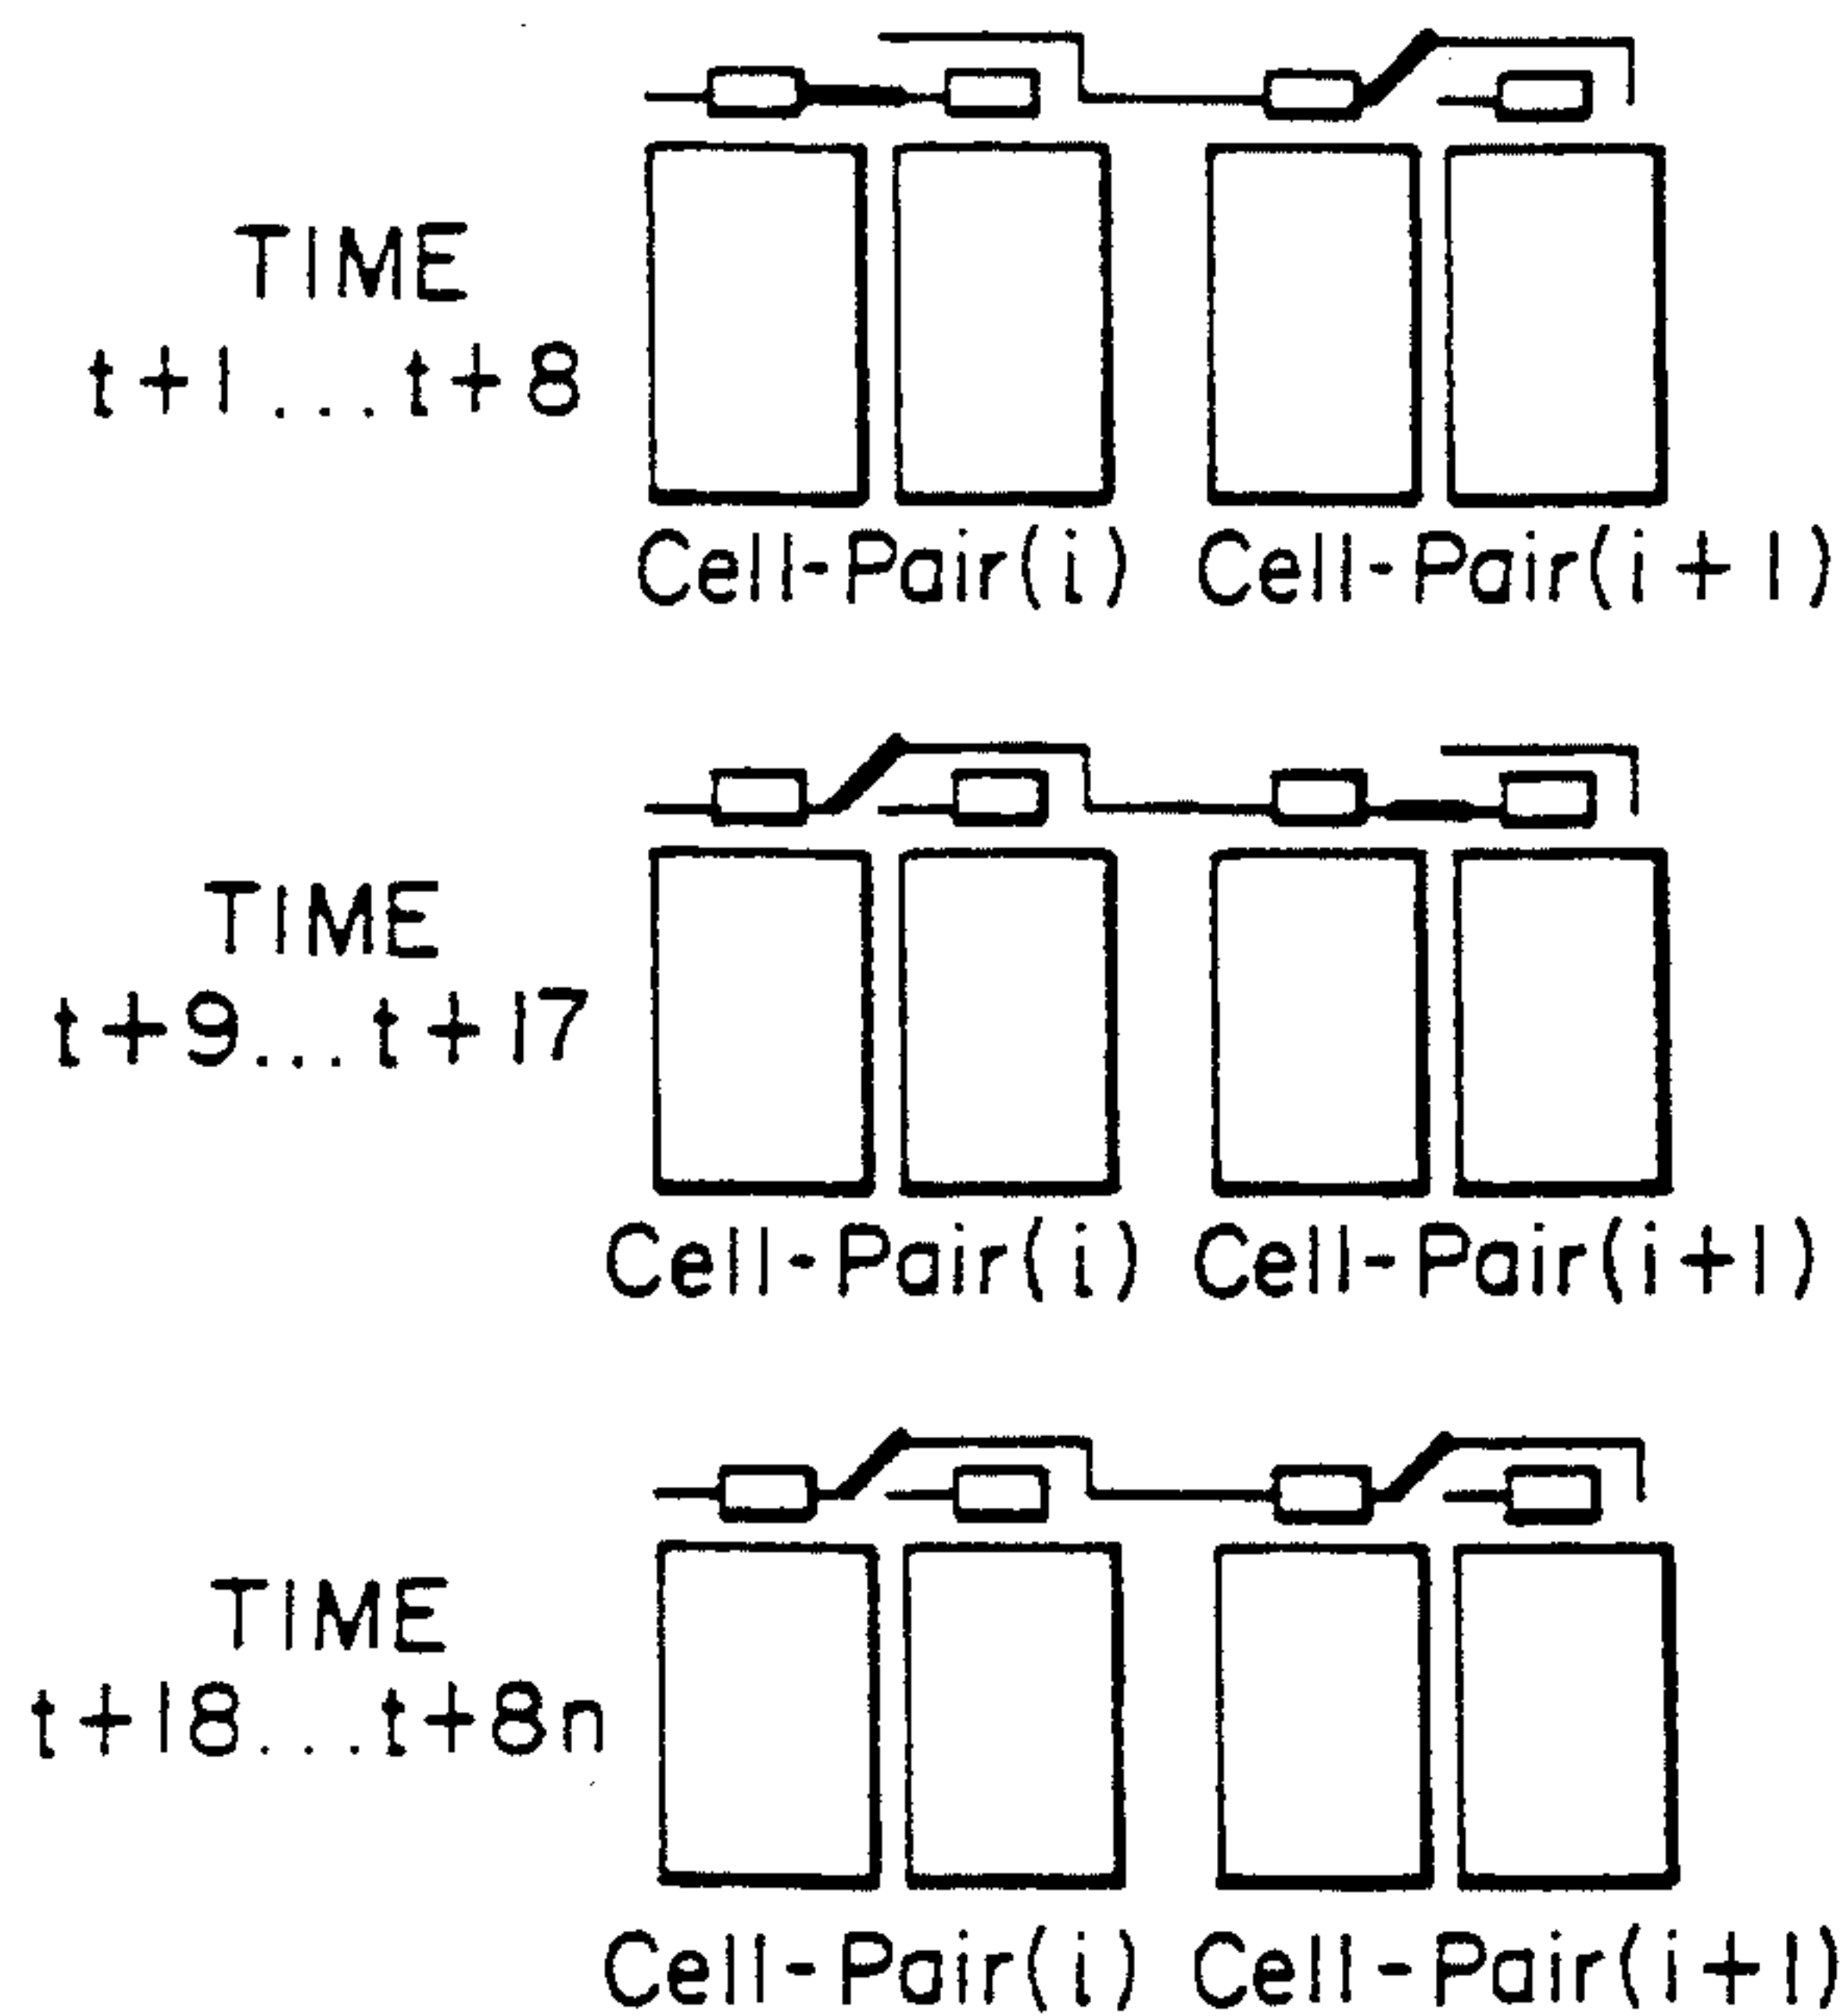 TIME
t+1...t+8
Cell-Pair(i) Cell-Pair(i+1)
TIME
t+9...t+17
Cell-Pair(i) Cell-Pair(i+1)
TIME
t+18...t+8n
Cell-Pair(i) Cell-Pair(i+1)